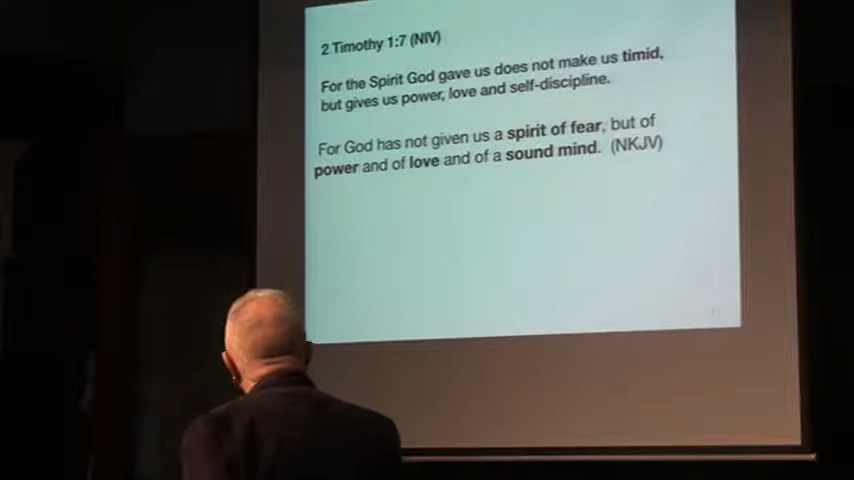 2 Timothy 1:7 (NIV)
For the Spirit God gave us does not make us timid,
but gives us power, love and self-discipline.
For God has not given us a spirit of fear, but of
power and of love and of a sound mind. (NKJV)